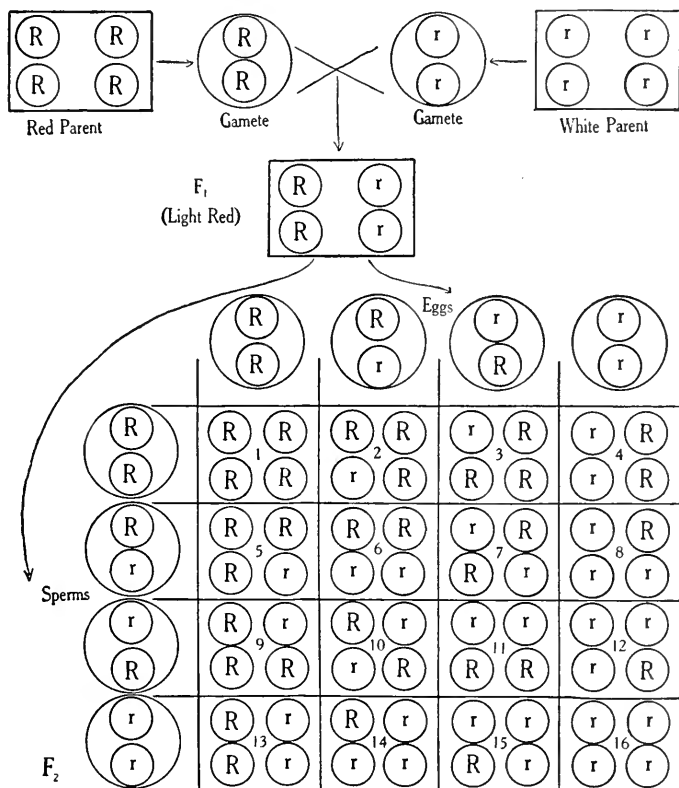 R R R r r r
R R R r r r
Red Parent Gamete Gamete White Parent
F₁ R r
(Light Red) R r
Eggs
R R r r
R r R r
R R R R R r R r R
1 2 3 4
R R R r R R R r R
R R R R R r R r R
5 6 7 8
r R r r r R r r r
Sperms
r R r R r r r r r
9 10 11 12
R R R r R R R r R
r R r R r r r r r
13 14 15 16
r R r r r R r r r
F₂